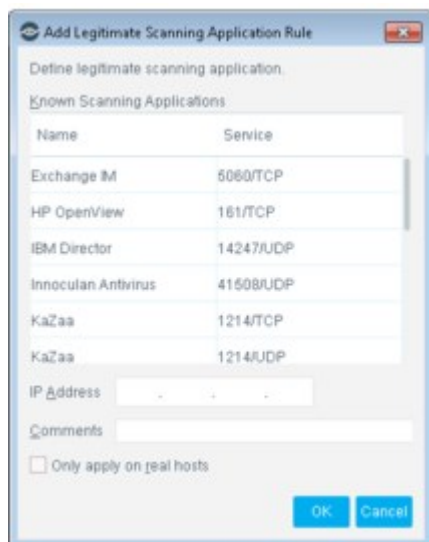 Add Legitimate Scanning Application Rule
Define legitimate scanning application.
Known Scanning Applications
Name Service
Exchange IM 5060/TCP
HP OpenView 161/TCP
IBM Director 14247/UDP
Innoculan Antivirus 41508/UDP
KaZaa 1214/TCP
KaZaa 1214/UDP
IP Address . . .
Comments
Only apply on real hosts
OK Cancel